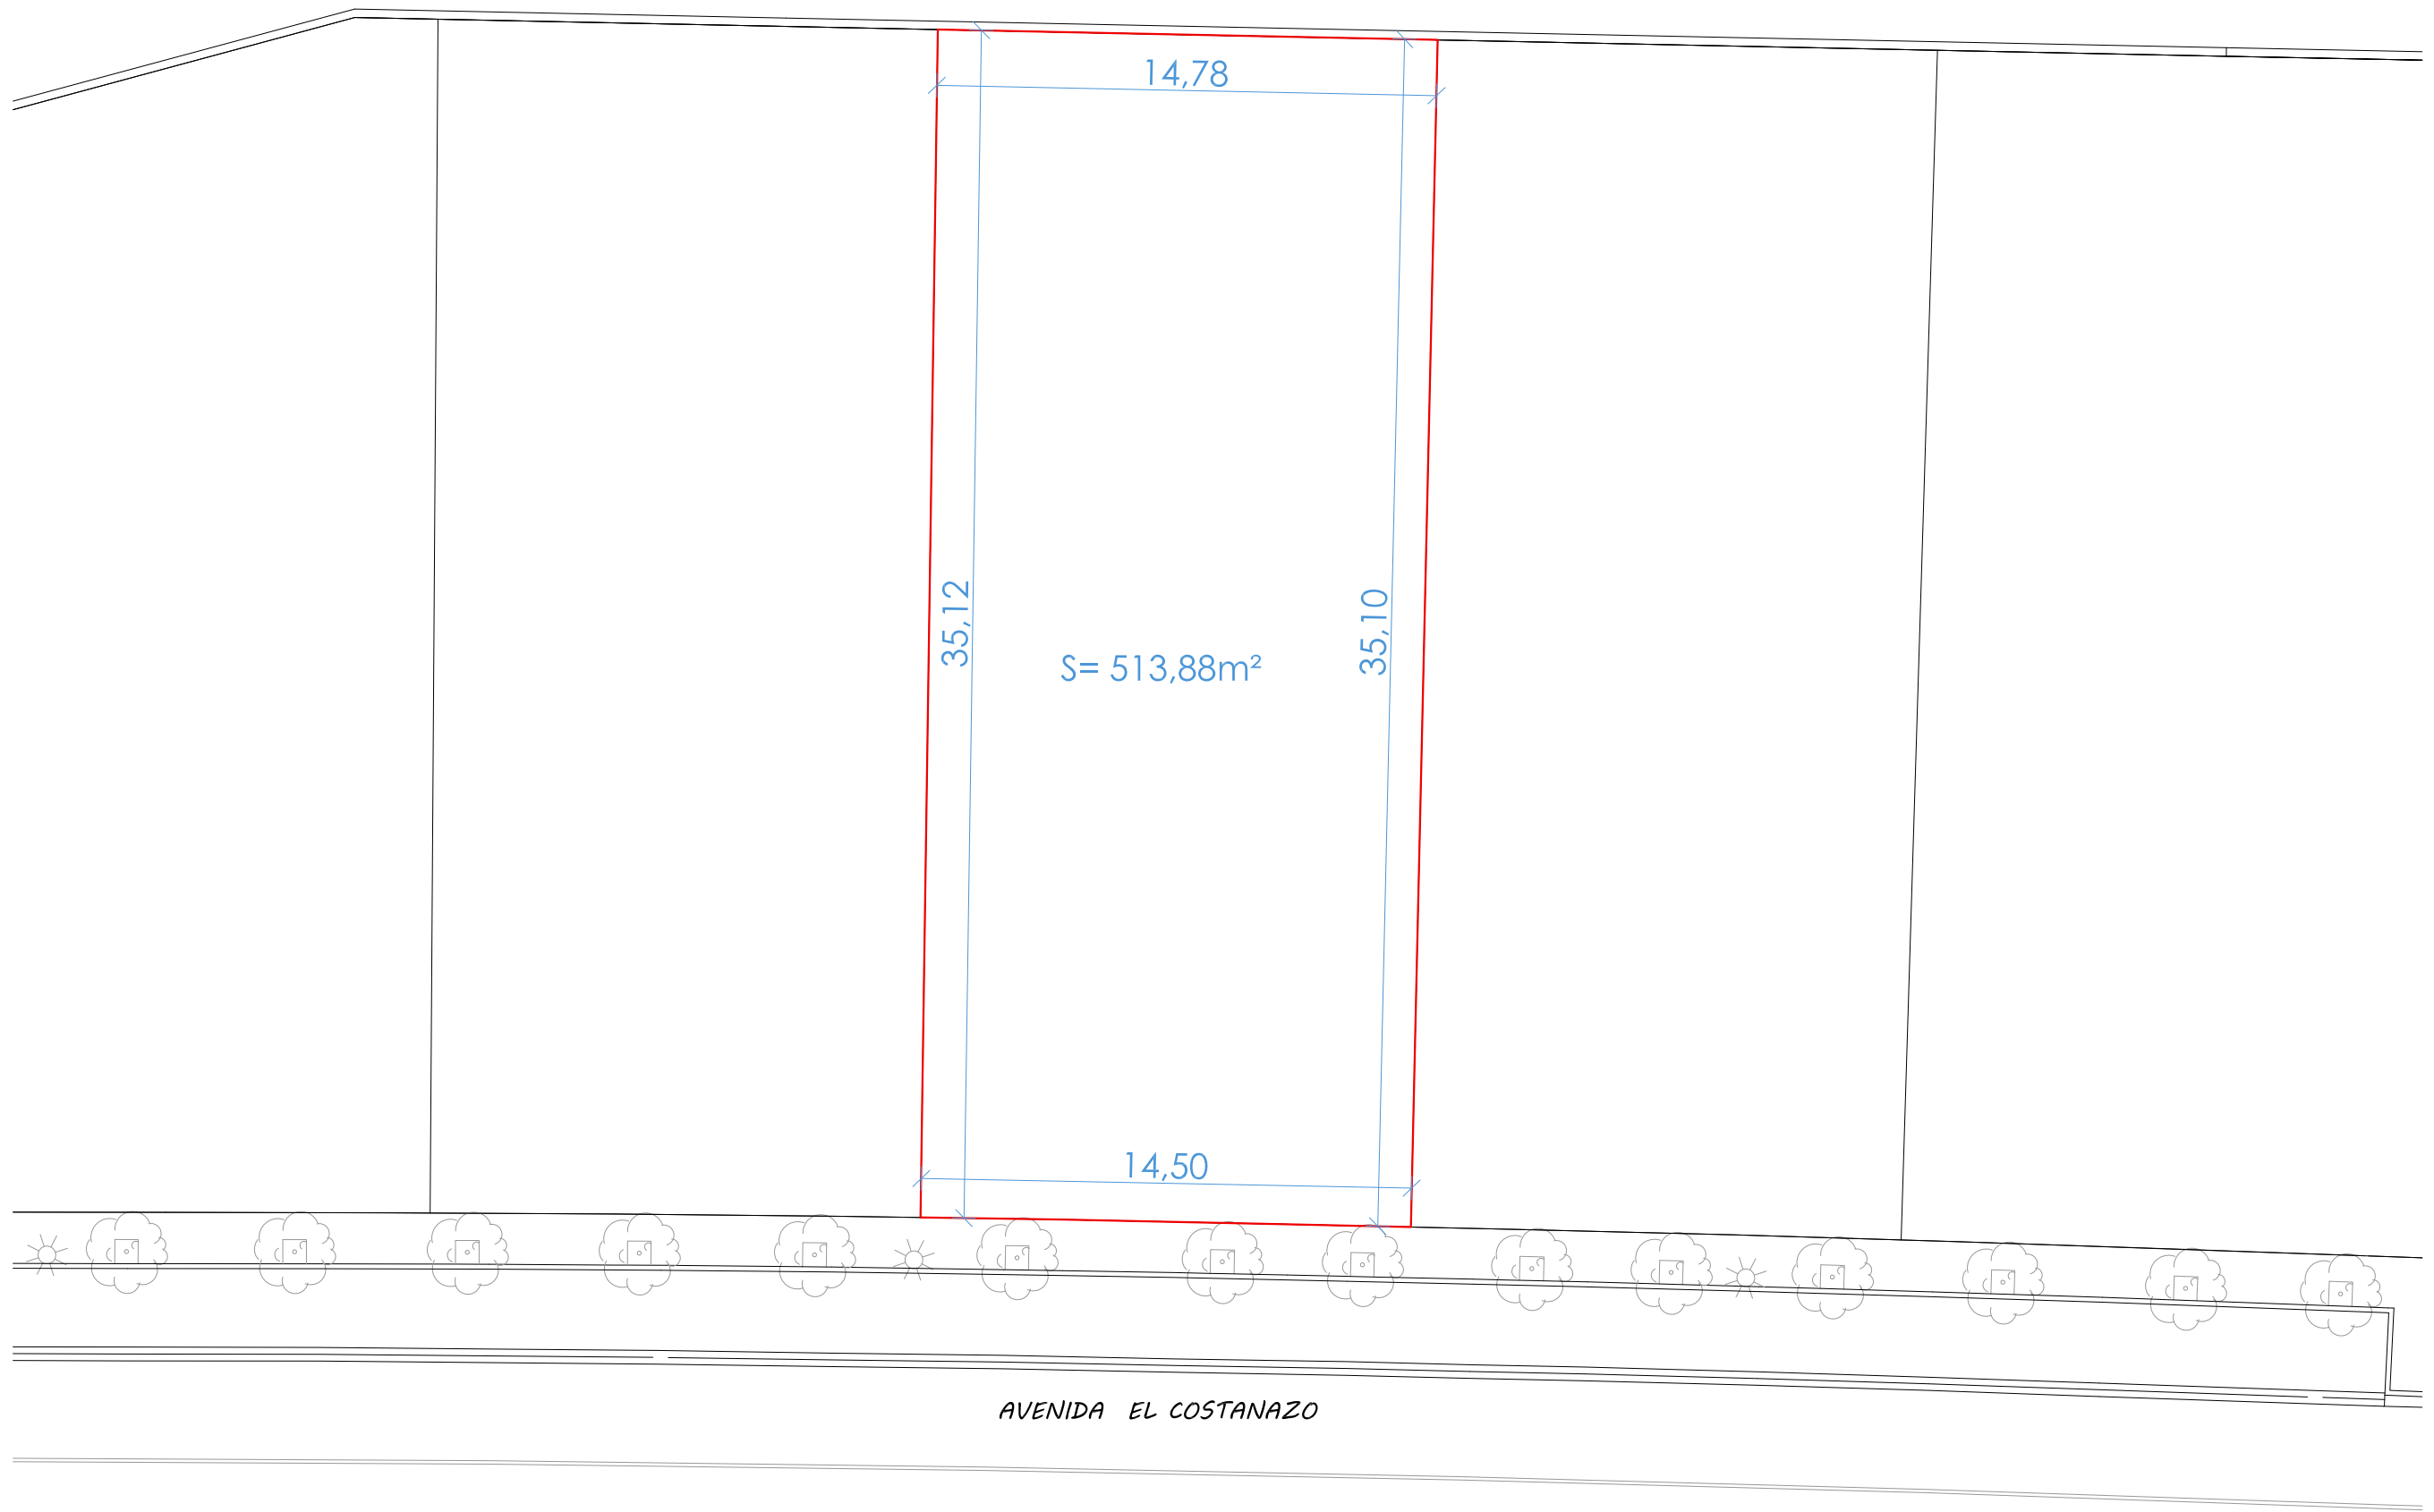 14,78
35,12
35,10
S= 513,88m²
14,50
AVENIDA EL COSTANAZO